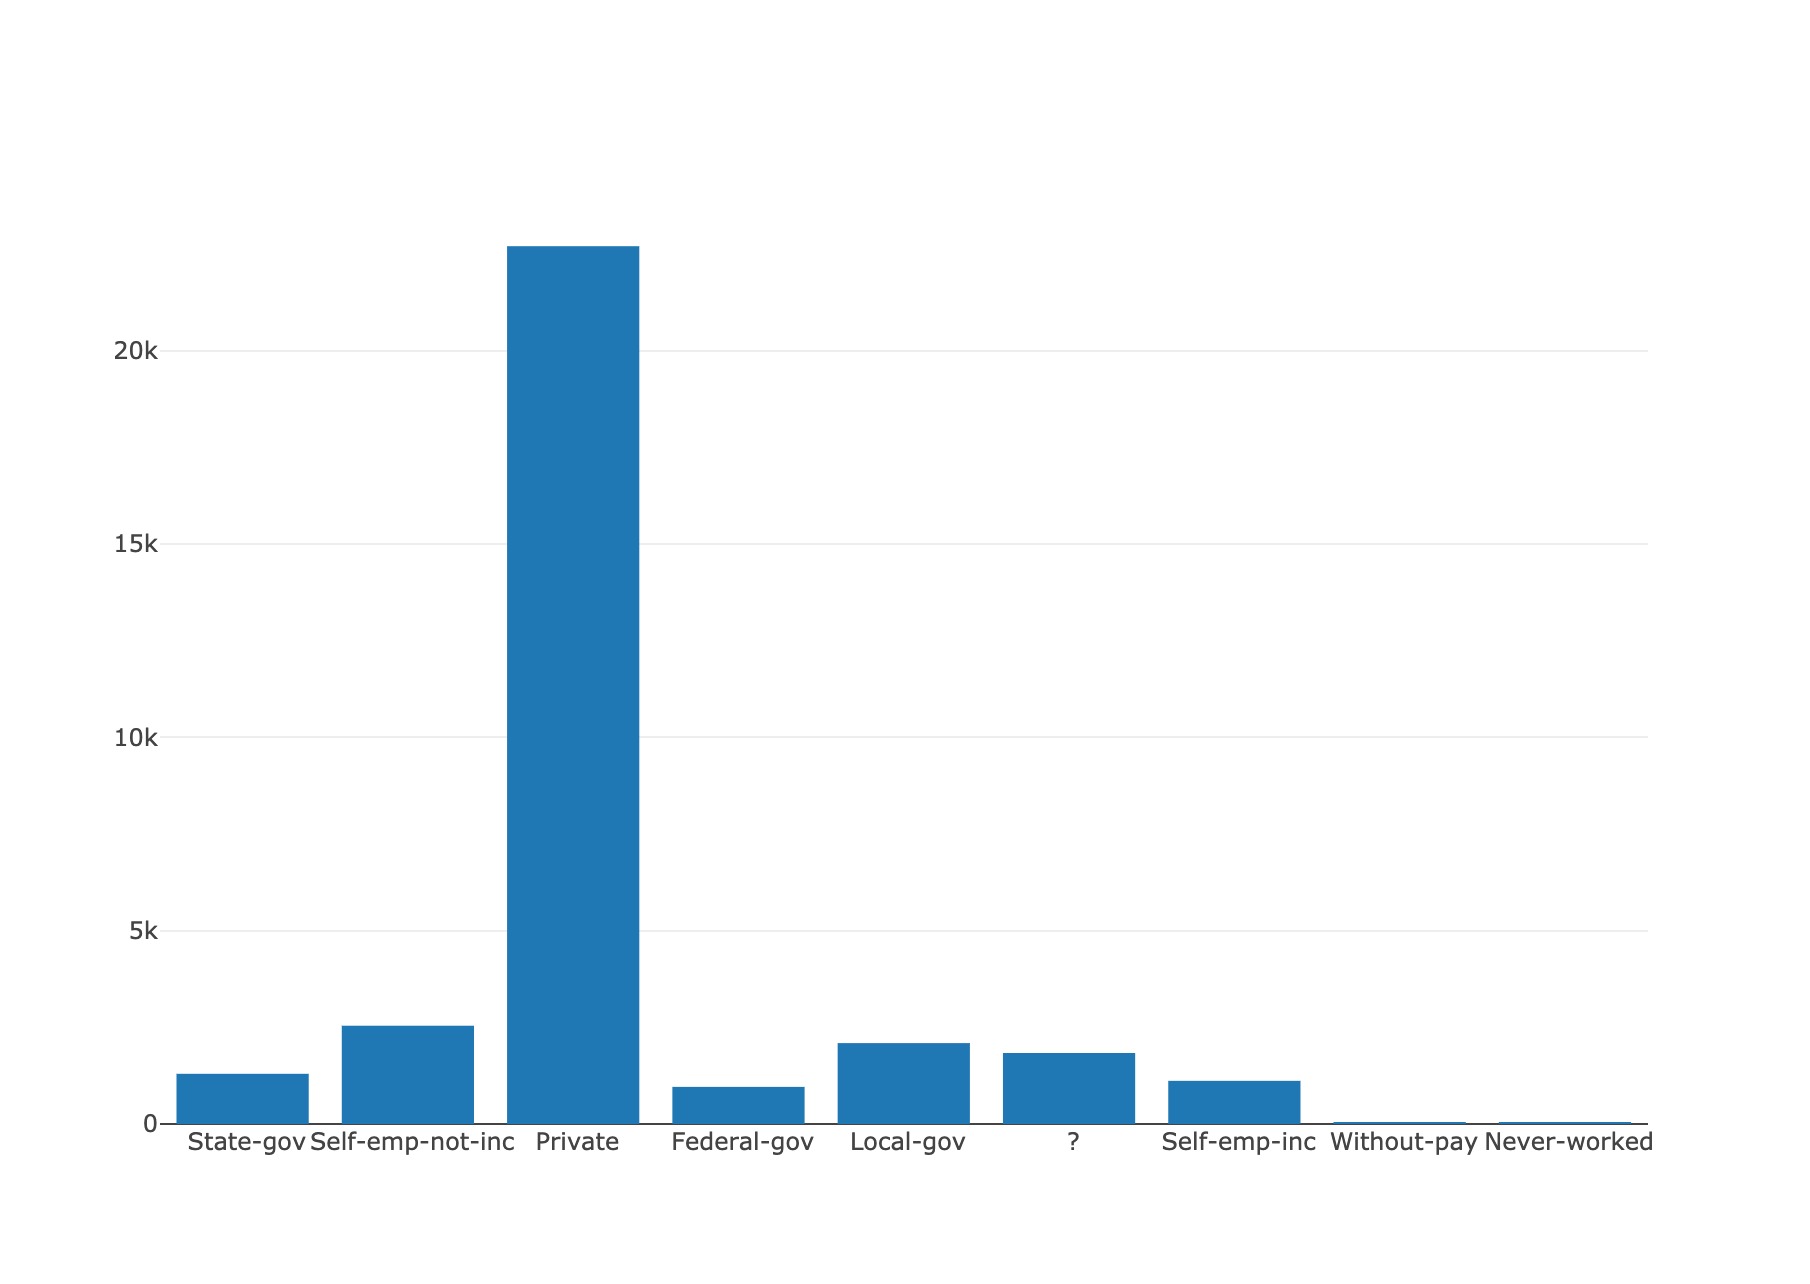 20k
15k
10k
5k
0
State-gov Self-emp-not-inc Private Federal-gov Local-gov ? Self-emp-inc Without-pay Never-worked